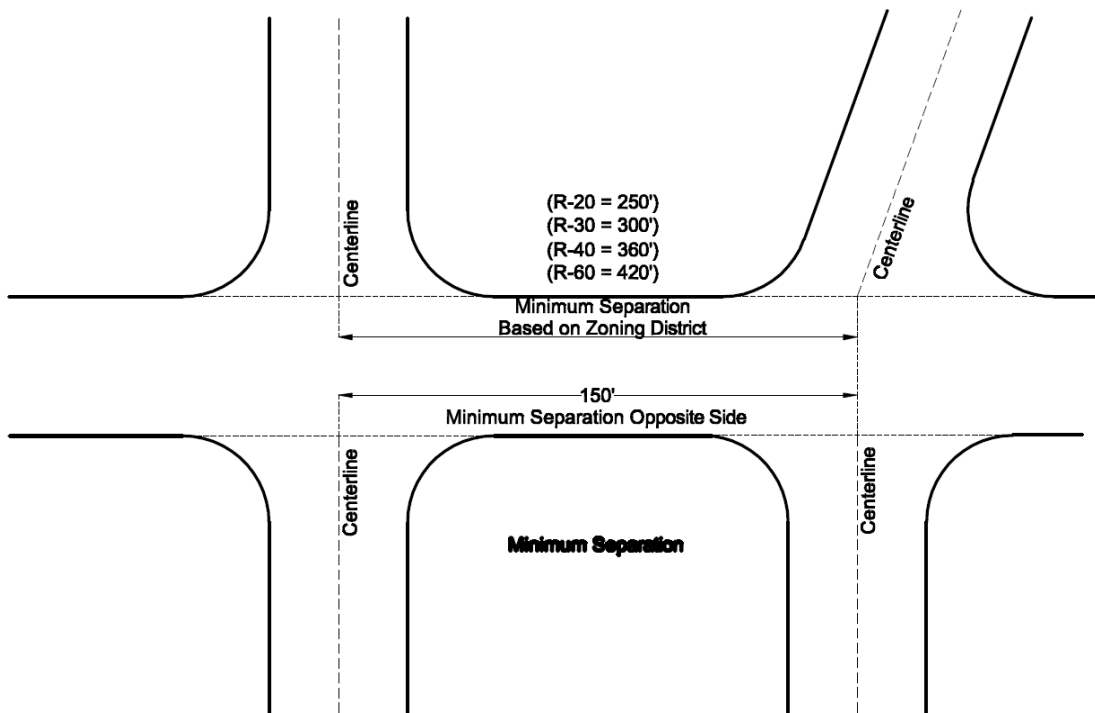 Centerline
(R-20 = 250')
(R-30 = 300')
(R-40 = 360')
(R-60 = 420')
Centerline
Minimum Separation
Based on Zoning District
150'
Minimum Separation Opposite Side
Centerline
Centerline
Minimum Separation